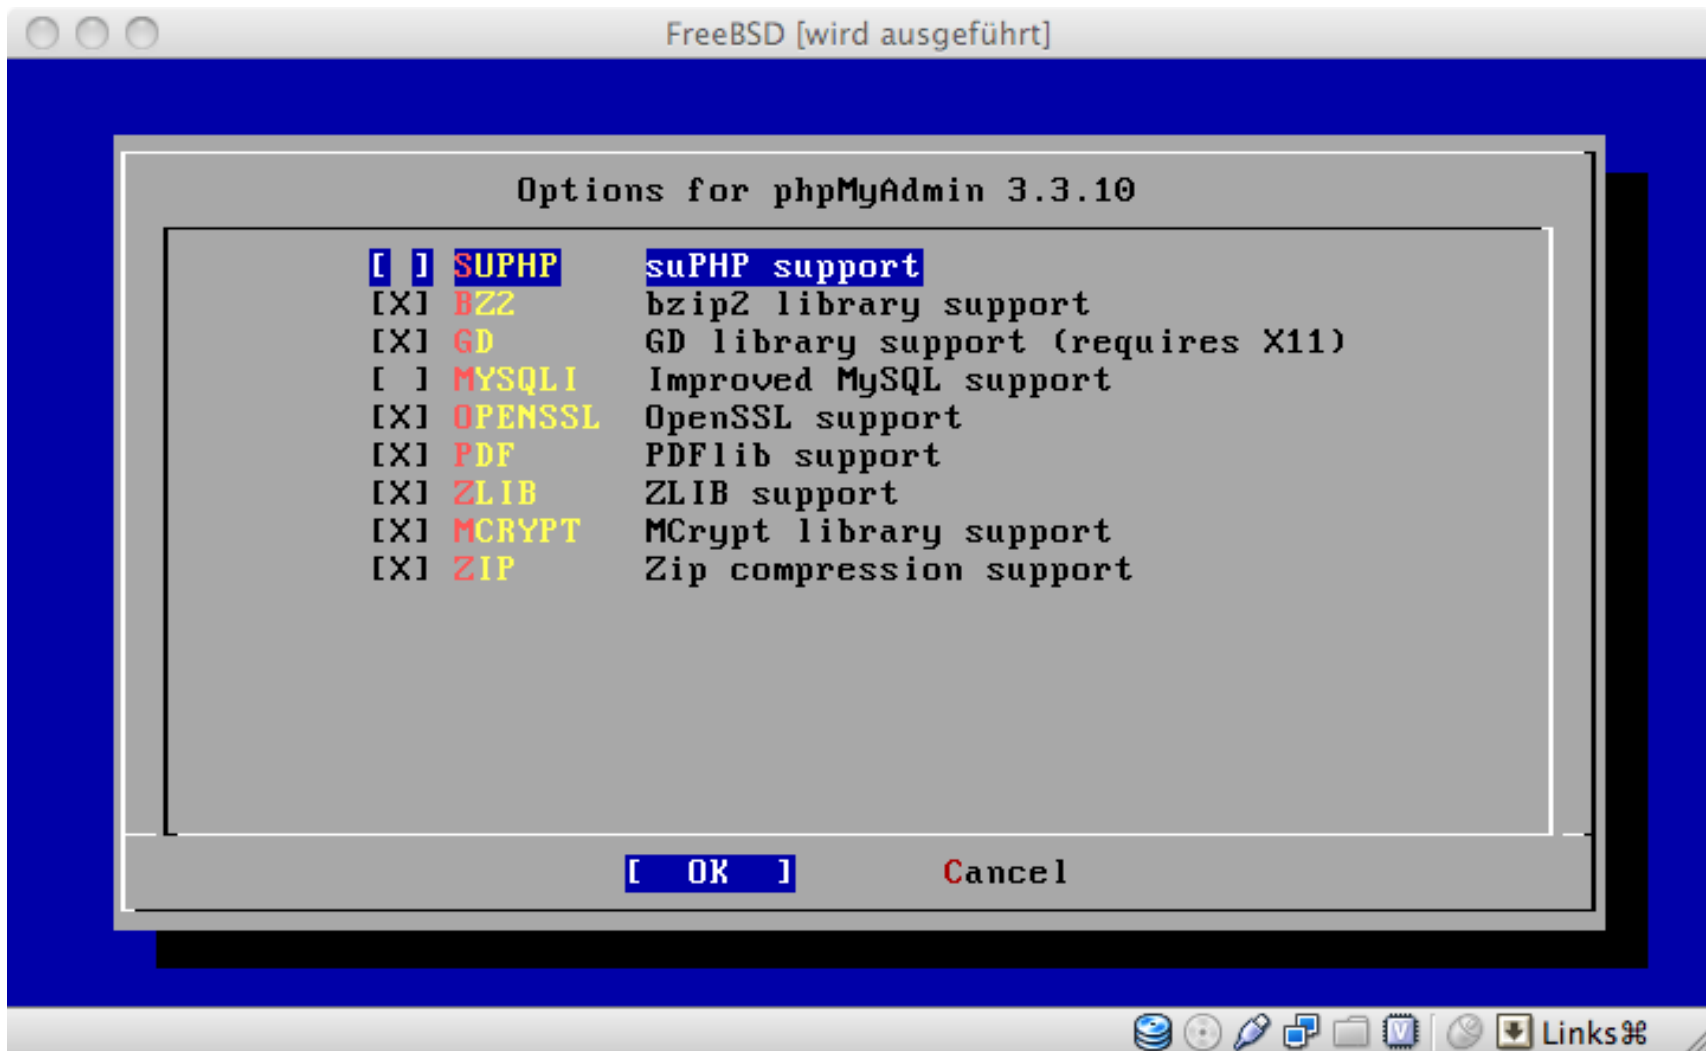 FreeBSD [wird ausgeführt]
Options for phpMyAdmin 3.3.10
[ ] SUPHP suPHP support
[X] BZ2 bzip2 library support
[X] GD GD library support (requires X11)
[ ] MYSQLI Improved MySQL support
[X] OPENSSL OpenSSL support
[X] PDF PDFlib support
[X] ZLIB ZLIB support
[X] MCRYPT MCrypt library support
[X] ZIP Zip compression support
[ OK ] Cancel
Links⌘